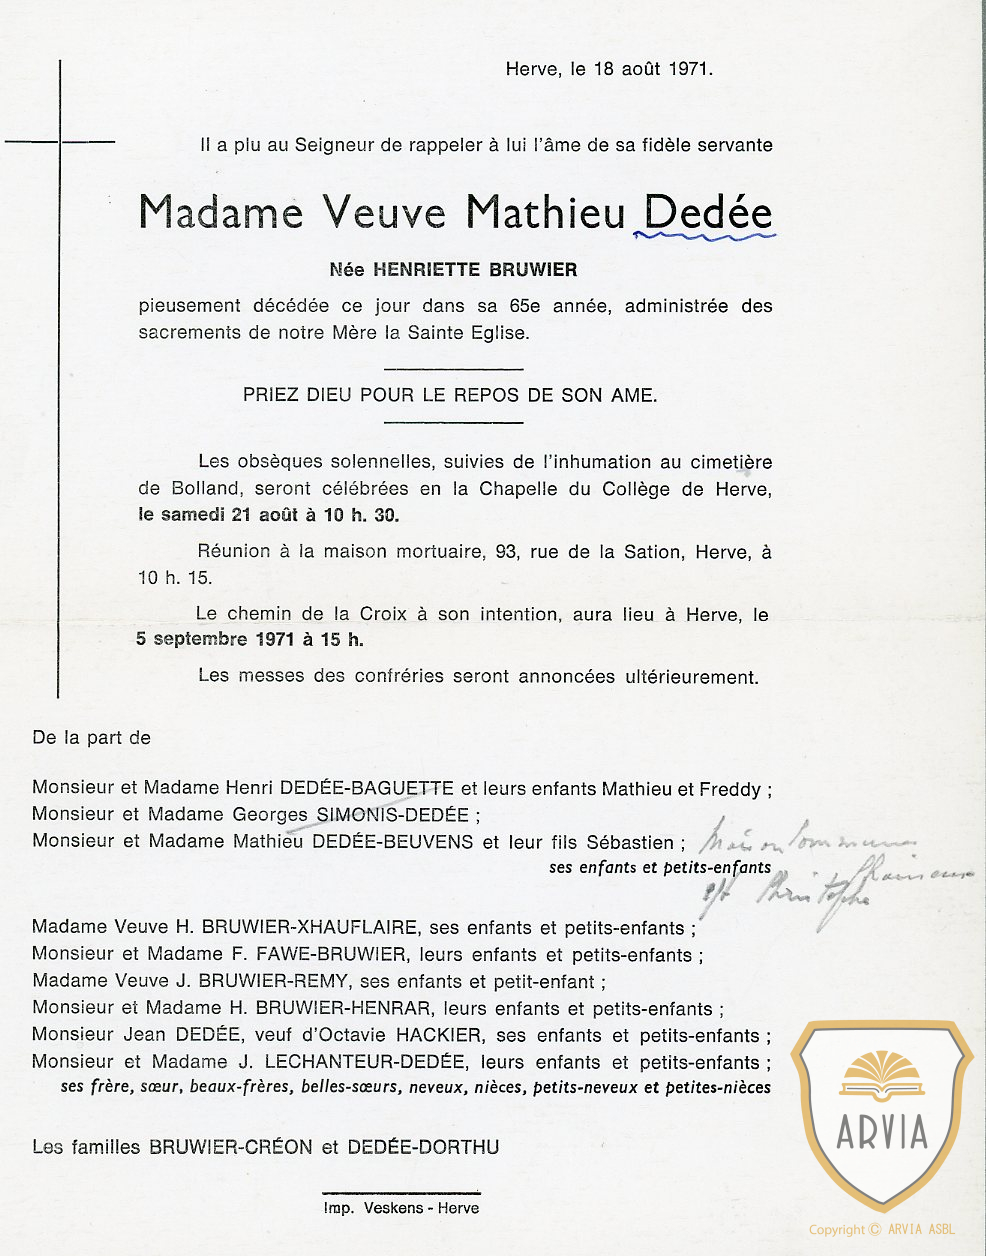 Herve, le 18 août 1971.
Il a plu au Seigneur de rappeler à lui l'âme de sa fidèle servante
Madame Veuve Mathieu Dedée
Née HENRIETTE BRUWIER
pieusement décédée ce jour dans sa 65e année, administrée des
sacrements de notre Mère la Sainte Eglise.
PRIEZ DIEU POUR LE REPOS DE SON AME.
Les obsèques solennelles, suivies de l'inhumation au cimetière
de Bolland, seront célébrées en la Chapelle du Collège de Herve,
le samedi 21 août à 10 h. 30.
Réunion à la maison mortuaire, 93, rue de la Sation, Herve, à
10 h. 15.
Le chemin de la Croix à son intention, aura lieu à Herve, le
5 septembre 1971 à 15 h.
Les messes des confréries seront annoncées ultérieurement.
De la part de
Monsieur et Madame Henri DEDÉE-BAGUETTE et leurs enfants Mathieu et Freddy ;
Monsieur et Madame Georges SIMONIS-DEDÉE ;
Monsieur et Madame Mathieu DEDÉE-BEUVENS et leur fils Sébastien ;
ses enfants et petits-enfants
Christophe
Madame Veuve H. BRUWIER-XHAUFLAIRE, ses enfants et petits-enfants ;
Monsieur et Madame F. FAWE-BRUWIER, leurs enfants et petits-enfants ;
Madame Veuve J. BRUWIER-REMY, ses enfants et petit-enfant ;
Monsieur et Madame H. BRUWIER-HENRAR, leurs enfants et petits-enfants ;
Monsieur Jean DEDÉE, veuf d'Octavie HACKIER, ses enfants et petits-enfants ;
Monsieur et Madame J. LECHANTEUR-DEDÉE, leurs enfants et petits-enfants ;
ses frère, sœur, beaux-frères, belles-sœurs, neveux, nièces, petits-neveux et petites-nièces
Les familles BRUWIER-CRÉON et DEDÉE-DORTHU
Imp. Veskens - Herve
ARVIA
Copyright © ARVIA ASBL